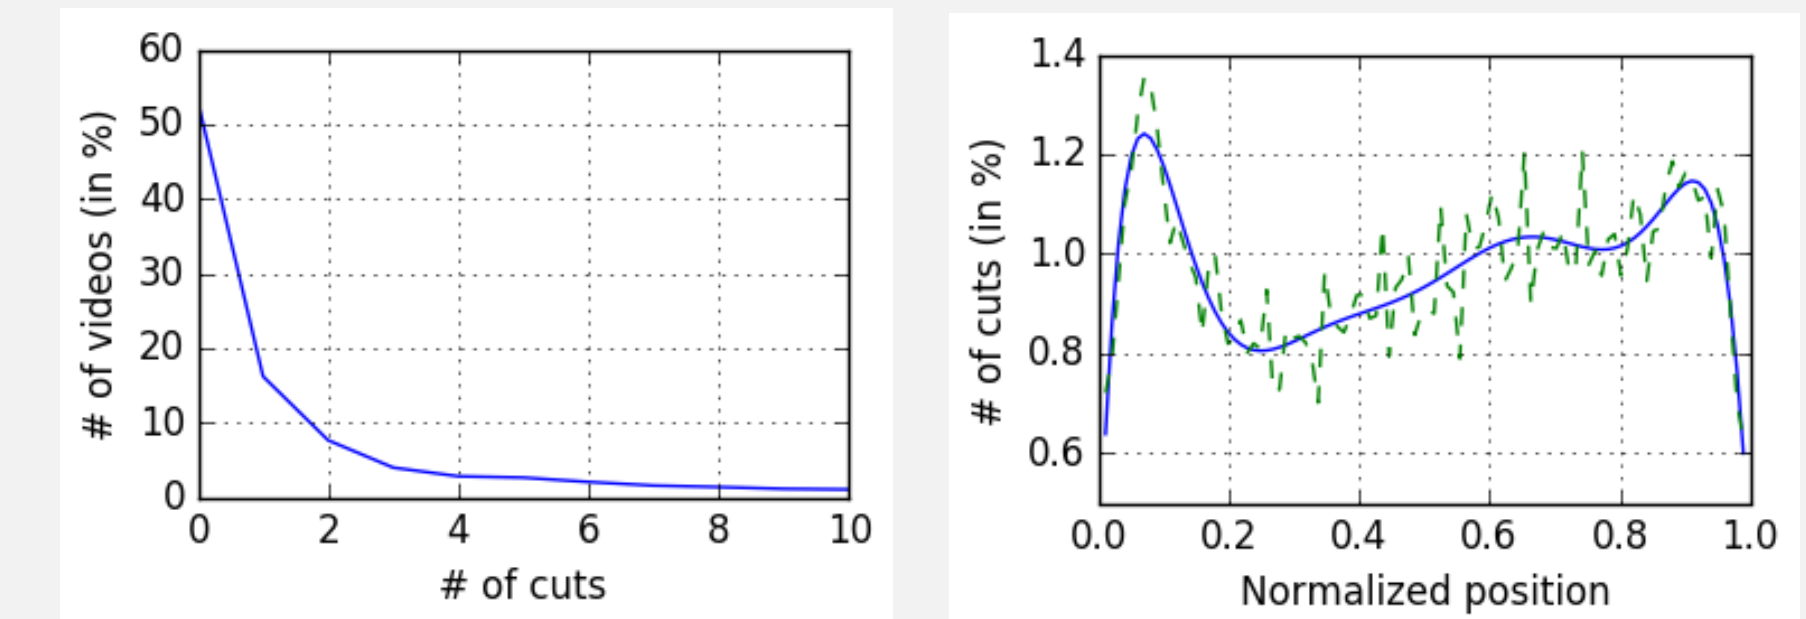 60
50
40
30
20
10
0
0 2 4 6 8 10
# of cuts
# of videos (in %)
1.4
1.2
1.0
0.8
0.6
0.0 0.2 0.4 0.6 0.8 1.0
Normalized position
# of cuts (in %)